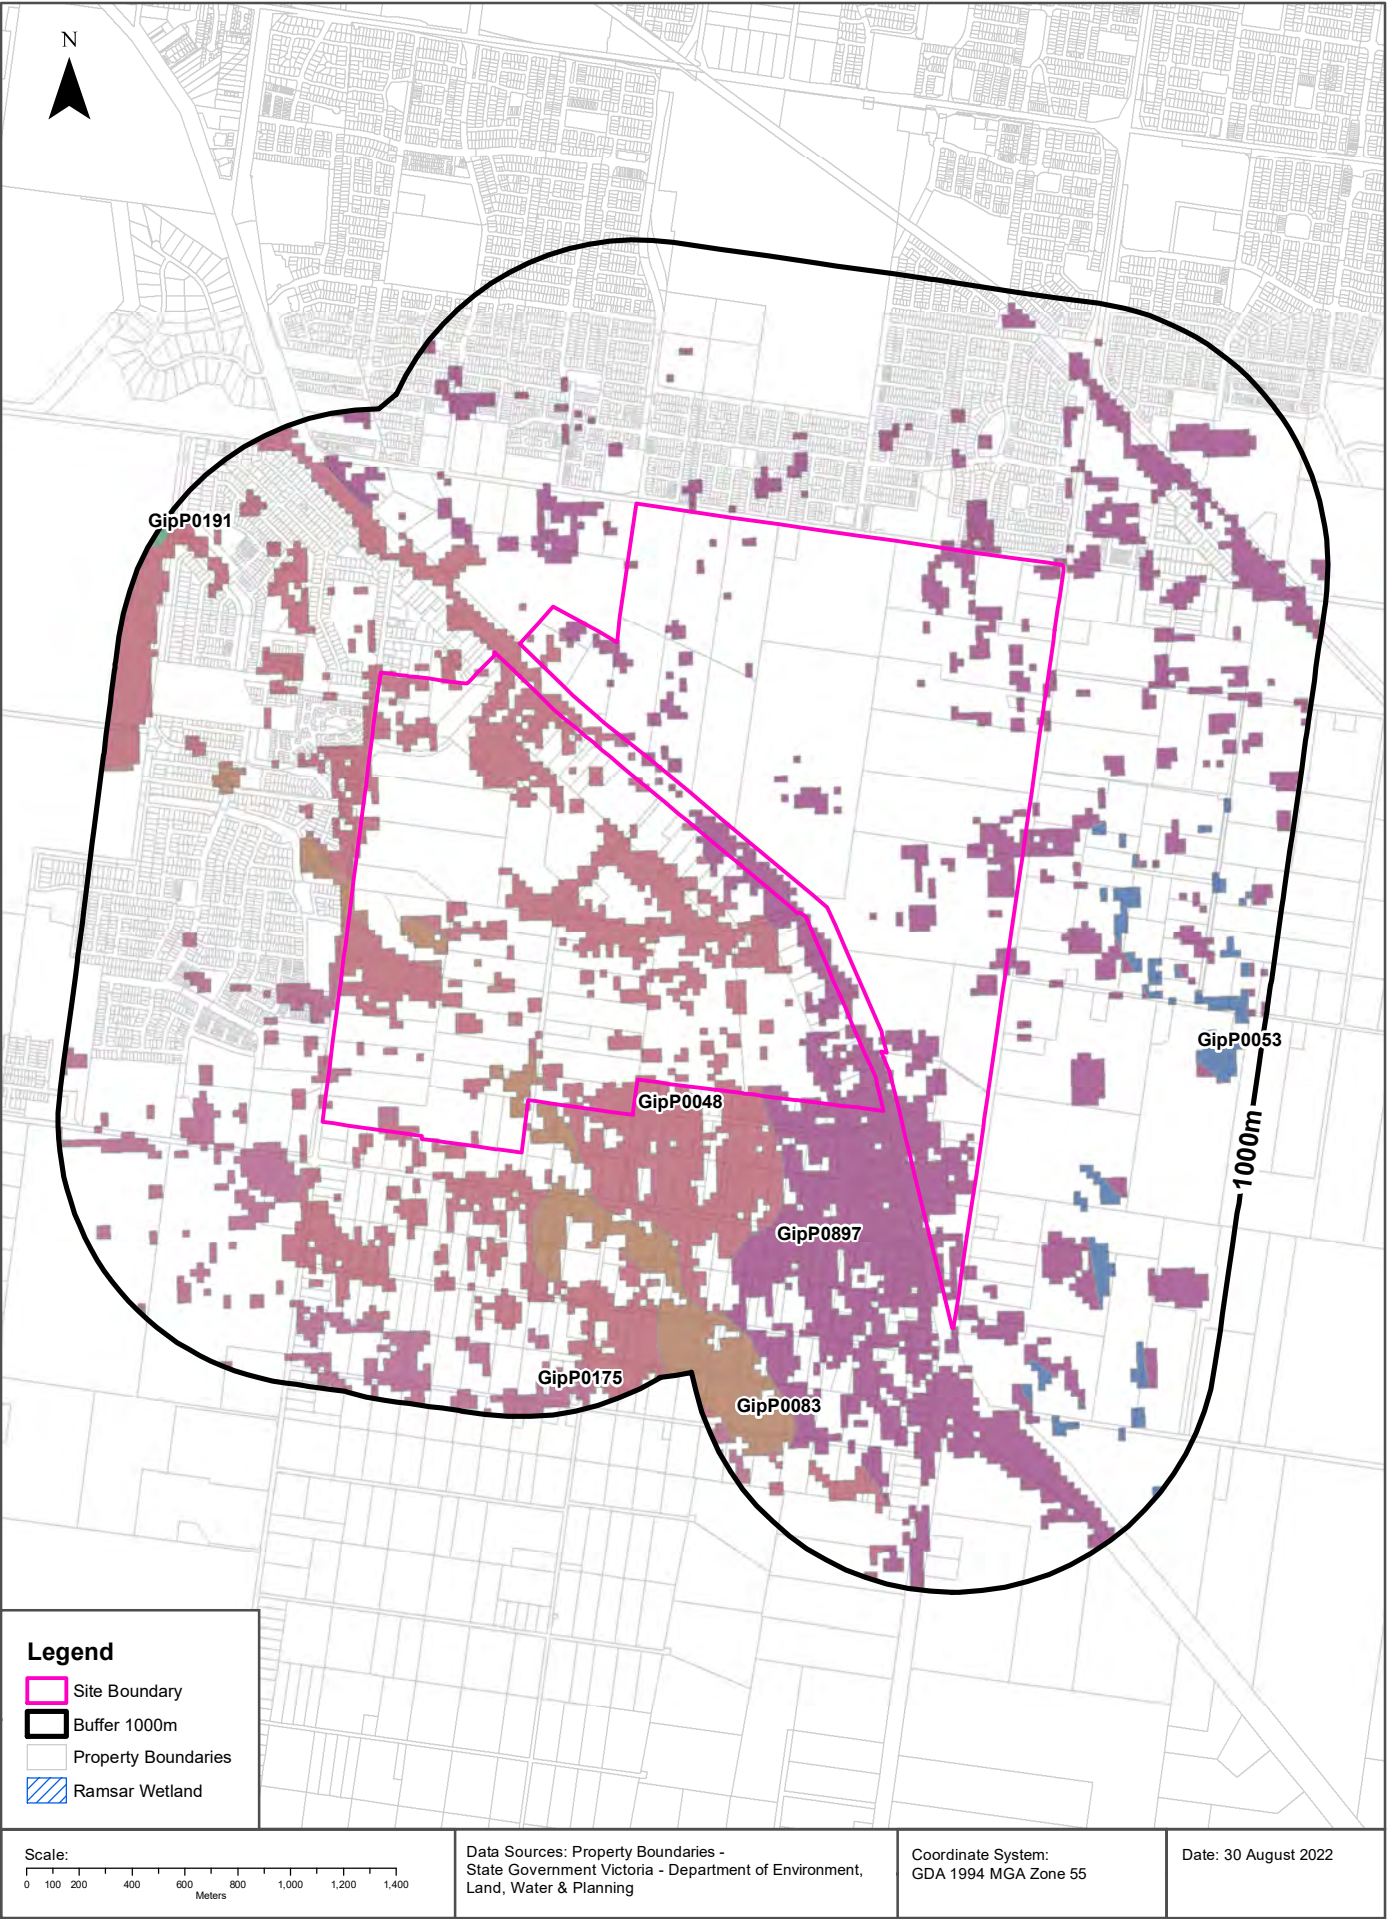 N
GipP0191
GipP0053
1000m
GipP0048
GipP0897
GipP0175
GipP0083
Legend
Site Boundary
Buffer 1000m
Property Boundaries
Ramsar Wetland
Scale:
0 100 200 400 600 800 1,000 1,200 1,400
Meters
Data Sources: Property Boundaries -
State Government Victoria - Department of Environment,
Land, Water & Planning
Coordinate System:
GDA 1994 MGA Zone 55
Date: 30 August 2022